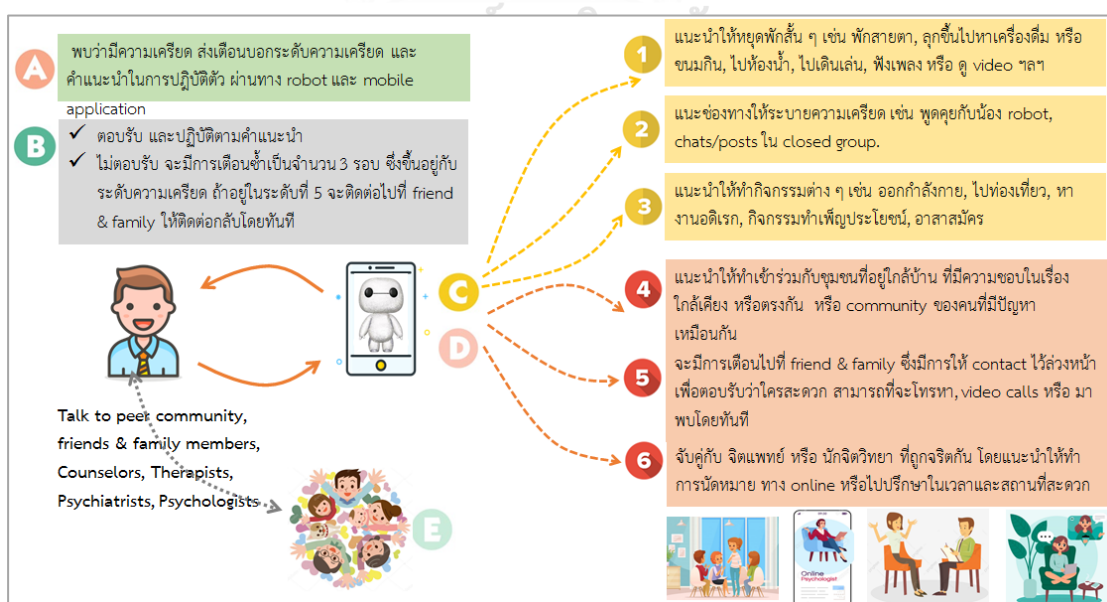 A
พบว่ามีความเครียด ส่งเตือนบอกระดับความเครียด และ
คำแนะนำในการปฏิบัติตัว ผ่านทาง robot และ mobile
application
B
✓ ตอบรับ และปฏิบัติตามคำแนะนำ
✓ ไม่ตอบรับ จะมีการเตือนซ้ำเป็นจำนวน 3 รอบ ซึ่งขึ้นอยู่กับ
ระดับความเครียด ถ้าอยู่ในระดับที่ 5 จะติดต่อไปที่ friend
& family ให้ติดต่อกลับโดยทันที
C
D
Talk to peer community,
friends & family members,
Counselors, Therapists,
Psychiatrists, Psychologists
E
1
แนะนำให้หยุดพักสั้น ๆ เช่น พักสายตา, ลุกขึ้นไปหาเครื่องดื่ม หรือ
ขนมกิน, ไปห้องน้ำ, ไปเดินเล่น, ฟังเพลง หรือ ดู video ฯลฯ
2
แนะช่องทางให้ระบายความเครียด เช่น พูดคุยกับน้อง robot,
chats/posts ใน closed group.
3
แนะนำให้ทำกิจกรรมต่าง ๆ เช่น ออกกำลังกาย, ไปท่องเที่ยว, หา
งานอดิเรก, กิจกรรมทำเพ็ญประโยชน์, อาสาสมัคร
4
แนะนำให้ทำเข้าร่วมกับชุมชนที่อยู่ใกล้บ้าน ที่มีความชอบในเรื่อง
ใกล้เคียง หรือตรงกัน หรือ community ของคนที่มีปัญหา
เหมือนกัน
5
จะมีการเตือนไปที่ friend & family ซึ่งมีการให้ contact ไว้ล่วงหน้า
เพื่อตอบรับว่าใครสะดวก สามารถที่จะโทรหา, video calls หรือ มา
พบโดยทันที
6
จับคู่กับ จิตแพทย์ หรือ นักจิตวิทยา ที่ถูกจริตกัน โดยแนะนำให้ทำ
การนัดหมาย ทาง online หรือไปปรึกษาในเวลาและสถานที่สะดวก
Online
Psychologist